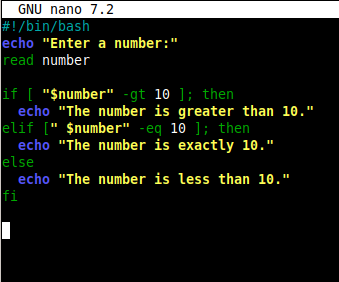 GNU nano 7.2
#!/bin/bash
echo "Enter a number:"
read number

if [ "$number" -gt 10 ]; then
  echo "The number is greater than 10."
elif [" $number" -eq 10 ]; then
  echo "The number is exactly 10."
else
  echo "The number is less than 10."
fi